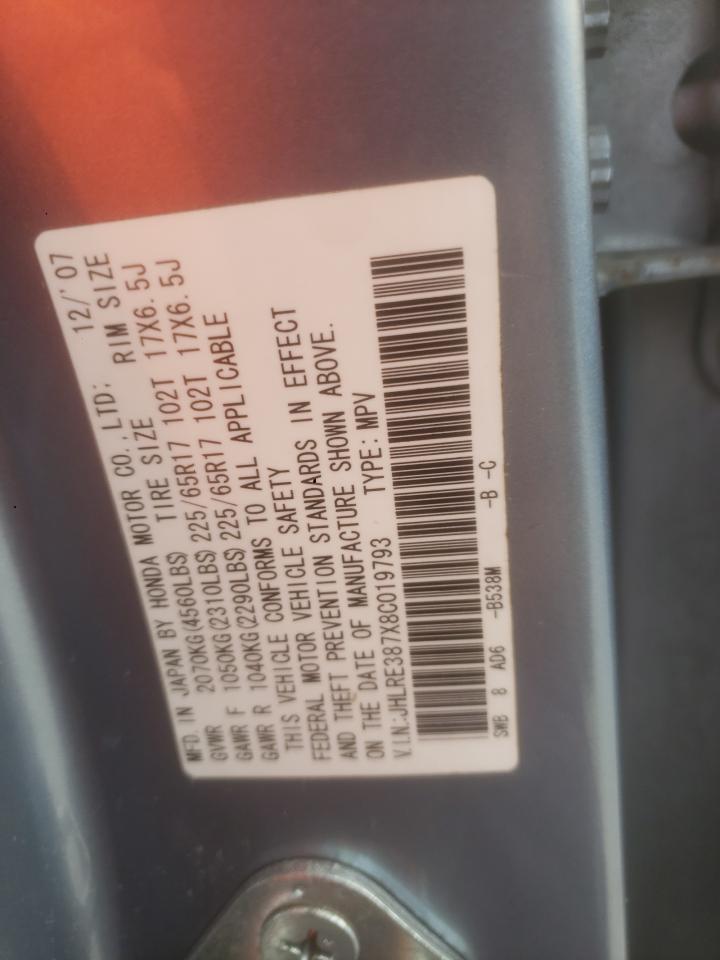 MFD. IN JAPAN BY HONDA MOTOR CO., LTD: 12/'07
TIRE SIZE RIM SIZE
GVWR 2070KG(4560LBS)
GAWR F 1050KG(2310LBS) 225/65R17 102T 17X6.5J
GAWR R 1040KG(2290LBS) 225/65R17 102T 17X6.5J
THIS VEHICLE CONFORMS TO ALL APPLICABLE
FEDERAL MOTOR VEHICLE SAFETY
AND THEFT PREVENTION STANDARDS IN EFFECT
ON THE DATE OF MANUFACTURE SHOWN ABOVE.
V.I.N.:JHLRE387X8C019793 TYPE: MPV
SWB 8 AD6 -B538M -B -C